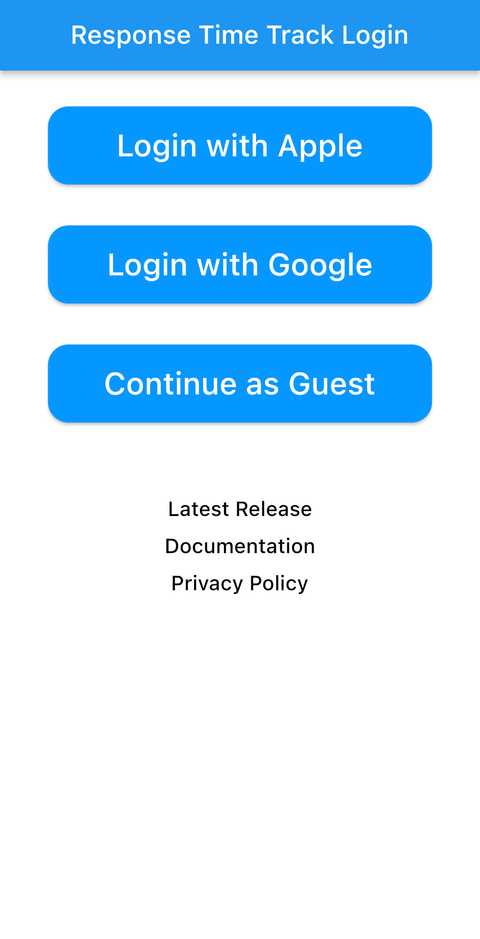 Response Time Track Login
Login with Apple
Login with Google
Continue as Guest
Latest Release
Documentation
Privacy Policy